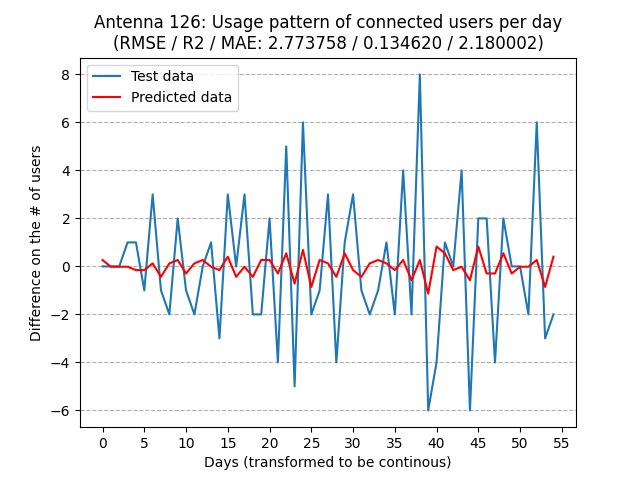 Antenna 126: Usage pattern of connected users per day
(RMSE / R2 / MAE: 2.773758 / 0.134620 / 2.180002)
Test data
Predicted data
Difference on the # of users
8
6
4
2
0
−2
−4
−6
0 5 10 15 20 25 30 35 40 45 50 55
Days (transformed to be continous)